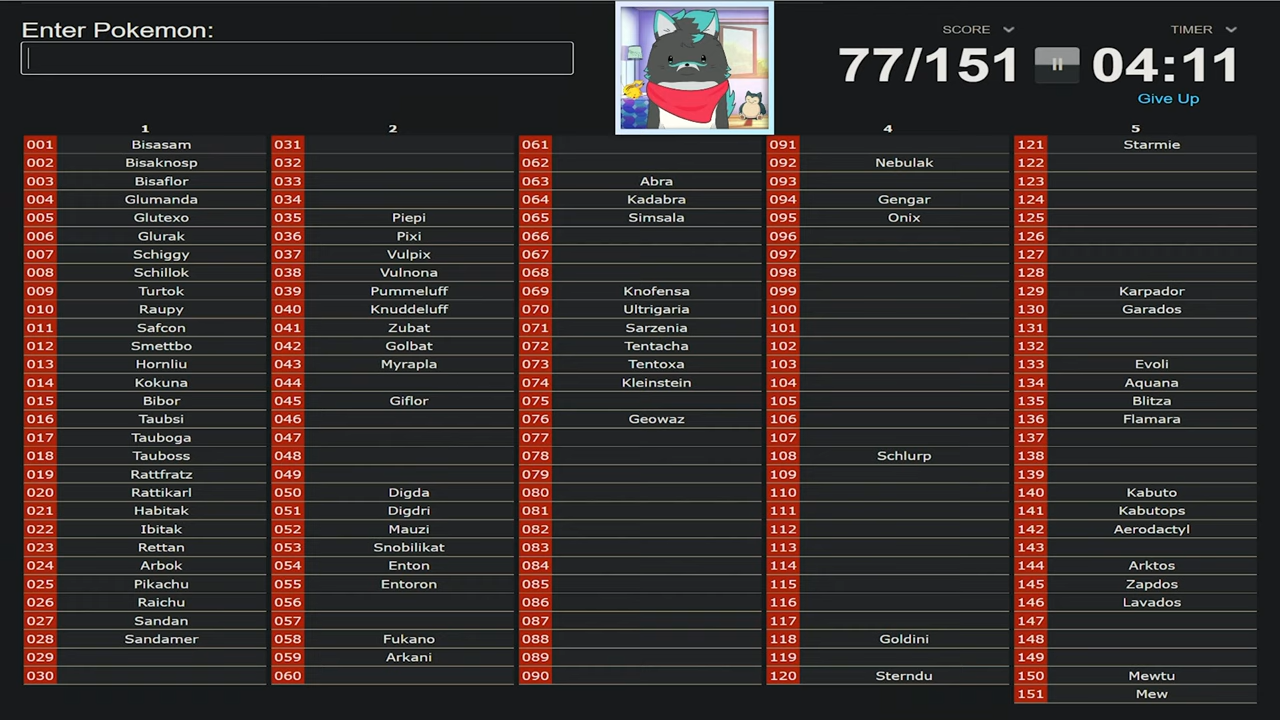 Enter Pokemon:
SCORE
TIMER
77/151
04:11
Give Up
1
2
4
5
001 Bisasam
002 Bisaknosp
003 Bisaflor
004 Glumanda
005 Glutexo
006 Glurak
007 Schiggy
008 Schillok
009 Turtok
010 Raupy
011 Safcon
012 Smettbo
013 Hornliu
014 Kokuna
015 Bibor
016 Taubsi
017 Tauboga
018 Tauboss
019 Rattfratz
020 Rattikarl
021 Habitak
022 Ibitak
023 Rettan
024 Arbok
025 Pikachu
026 Raichu
027 Sandan
028 Sandamer
029
030
031
032
033
034
035 Piepi
036 Pixi
037 Vulpix
038 Vulnona
039 Pummeluff
040 Knuddeluff
041 Zubat
042 Golbat
043 Myrapla
044
045 Giflor
046
047
048
049
050 Digda
051 Digdri
052 Mauzi
053 Snobilikat
054 Enton
055 Entoron
056
057
058 Fukano
059 Arkani
060
061
062
063 Abra
064 Kadabra
065 Simsala
066
067
068
069 Knofensa
070 Ultrigaria
071 Sarzenia
072 Tentacha
073 Tentoxa
074 Kleinstein
075
076 Geowaz
077
078
079
080
081
082
083
084
085
086
087
088
089
090
091
092 Nebulak
093
094 Gengar
095 Onix
096
097
098
099
100
101
102
103
104
105
106
107
108 Schlurp
109
110
111
112
113
114
115
116
117
118 Goldini
119
120 Sterndu
121 Starmie
122
123
124
125
126
127
128
129 Karpador
130 Garados
131
132
133 Evoli
134 Aquana
135 Blitza
136 Flamara
137
138
139
140 Kabuto
141 Kabutops
142 Aerodactyl
143
144 Arktos
145 Zapdos
146 Lavados
147
148
149
150 Mewtu
151 Mew